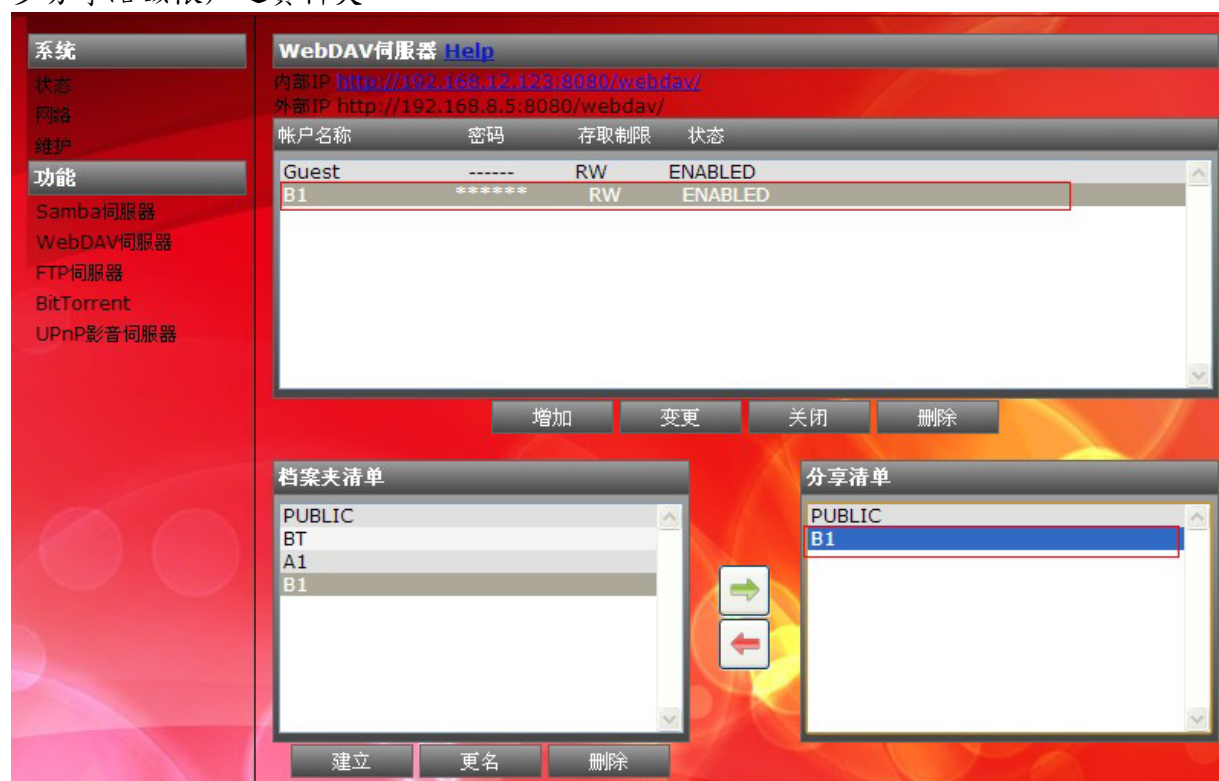 系统
状态
网络
维护
功能
Samba伺服器
WebDAV伺服器
FTP伺服器
BitTorrent
UPnP影音伺服器
WebDAV伺服器 Help
内部IP http://192.168.12.123:8080/webdav/
外部IP http://192.168.8.5:8080/webdav/
帐户名称 密码 存取制限 状态
Guest ------ RW ENABLED
B1 ****** RW ENABLED
增加 变更 关闭 删除
档案夹清单
PUBLIC
BT
A1
B1
分享清单
PUBLIC
B1
建立 更名 删除